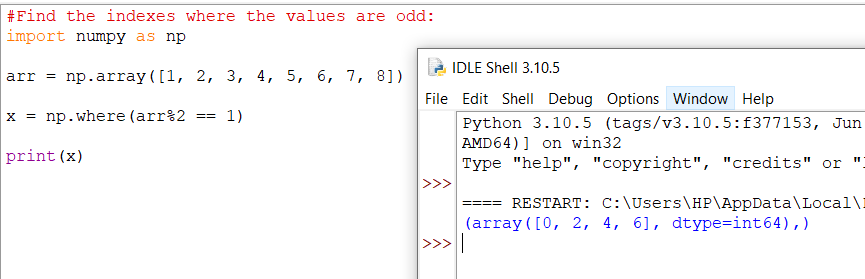 #Find the indexes where the values are odd:
import numpy as np
arr = np.array([1, 2, 3, 4, 5, 6, 7, 8])
x = np.where(arr%2 == 1)
print(x)
IDLE Shell 3.10.5
File Edit Shell Debug Options Window Help
Python 3.10.5 (tags/v3.10.5:f377153, Jun
AMD64)] on win32
Type "help", "copyright", "credits" or "
>>>
==== RESTART: C:\Users\HP\AppData\Local\
(array([0, 2, 4, 6], dtype=int64),)
>>>